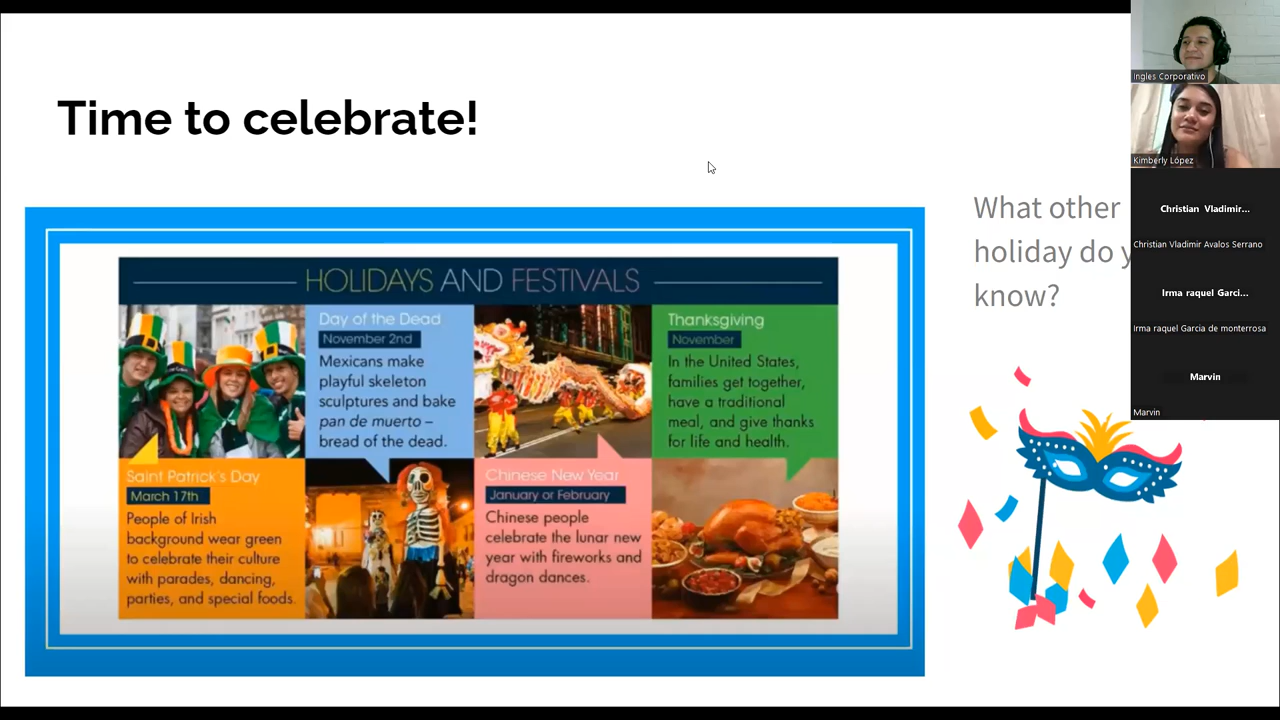 Time to celebrate!
HOLIDAYS AND FESTIVALS
Saint Patrick's Day
March 17th
People of Irish
background wear green
to celebrate their culture
with parades, dancing,
parties, and special foods.
Day of the Dead
November 2nd
Mexicans make
playful skeleton
sculptures and bake
pan de muerto –
bread of the dead.
Chinese New Year
January or February
Chinese people
celebrate the lunar new
year with fireworks and
dragon dances.
Thanksgiving
November
In the United States,
families get together,
have a traditional
meal, and give thanks
for life and health.
What other
holiday do y
know?
Ingles Corporativo
Kimberly López
Christian Vladimir...
Christian Vladimir Avalos Serrano
Irma raquel Garci...
Irma raquel Garcia de monterrosa
Marvin
Marvin